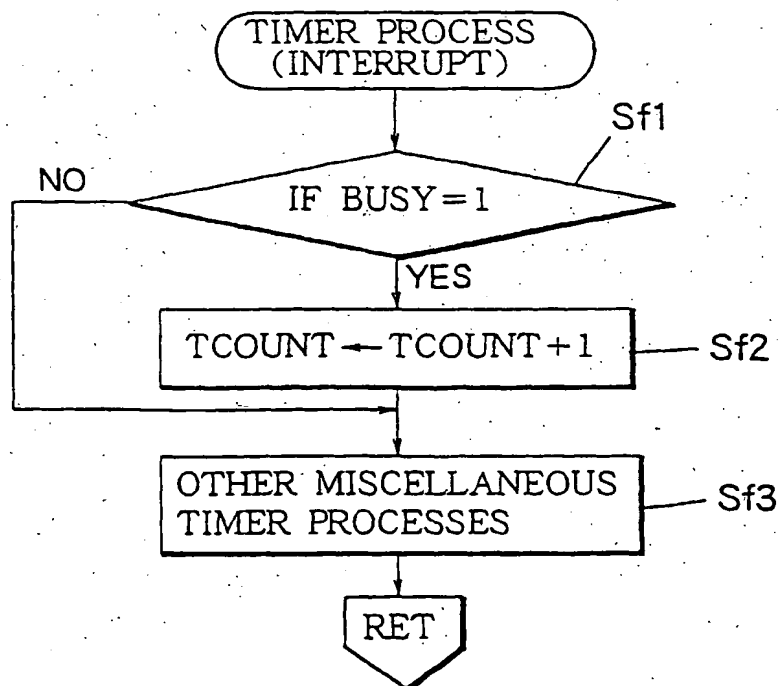 TIMER PROCESS
(INTERRUPT)
Sf1
NO
IF BUSY=1
YES
TCOUNT ← TCOUNT+1
Sf2
OTHER MISCELLANEOUS
TIMER PROCESSES
Sf3
RET